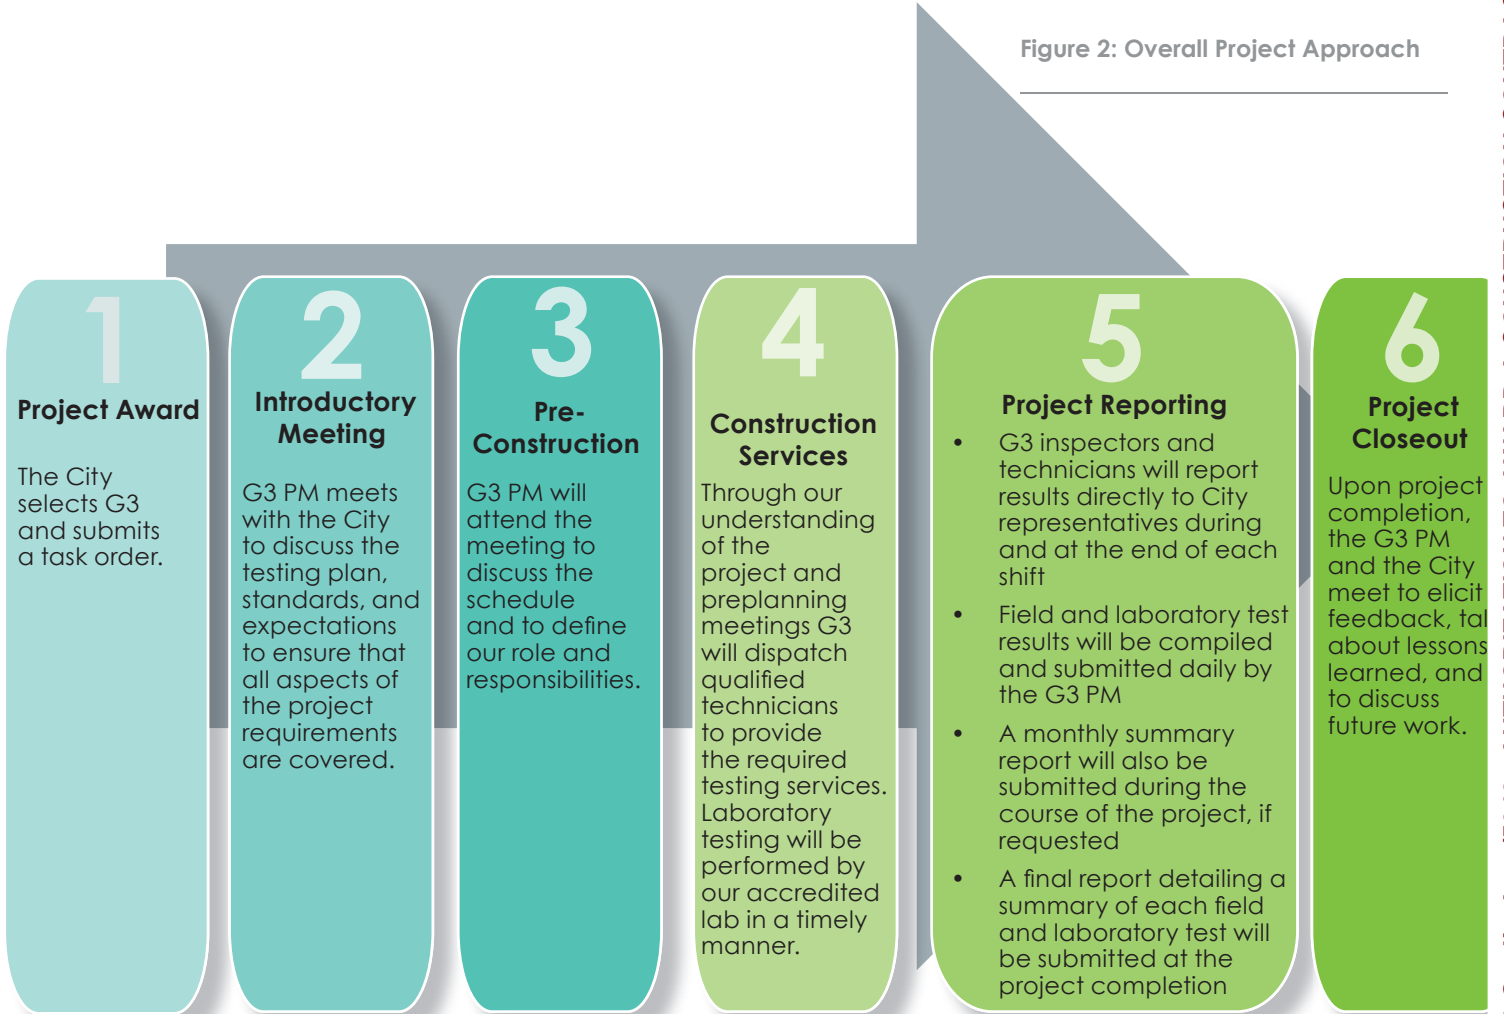 Figure 2: Overall Project Approach
1
Project Award
The City
selects G3
and submits
a task order.
2
Introductory
Meeting
G3 PM meets
with the City
to discuss the
testing plan,
standards, and
expectations
to ensure that
all aspects of
the project
requirements
are covered.
3
Pre-
Construction
G3 PM will
attend the
meeting to
discuss the
schedule
and to define
our role and
responsibilities.
4
Construction
Services
Through our
understanding
of the
project and
preplanning
meetings G3
will dispatch
qualified
technicians
to provide
the required
testing services.
Laboratory
testing will be
performed by
our accredited
lab in a timely
manner.
5
Project Reporting
• G3 inspectors and
technicians will report
results directly to City
representatives during
and at the end of each
shift
• Field and laboratory test
results will be compiled
and submitted daily by
the G3 PM
• A monthly summary
report will also be
submitted during the
course of the project, if
requested
• A final report detailing a
summary of each field
and laboratory test will
be submitted at the
project completion
6
Project
Closeout
Upon project
completion,
the G3 PM
and the City
meet to elicit
feedback,
about lessons
learned, and
to discuss
future work.